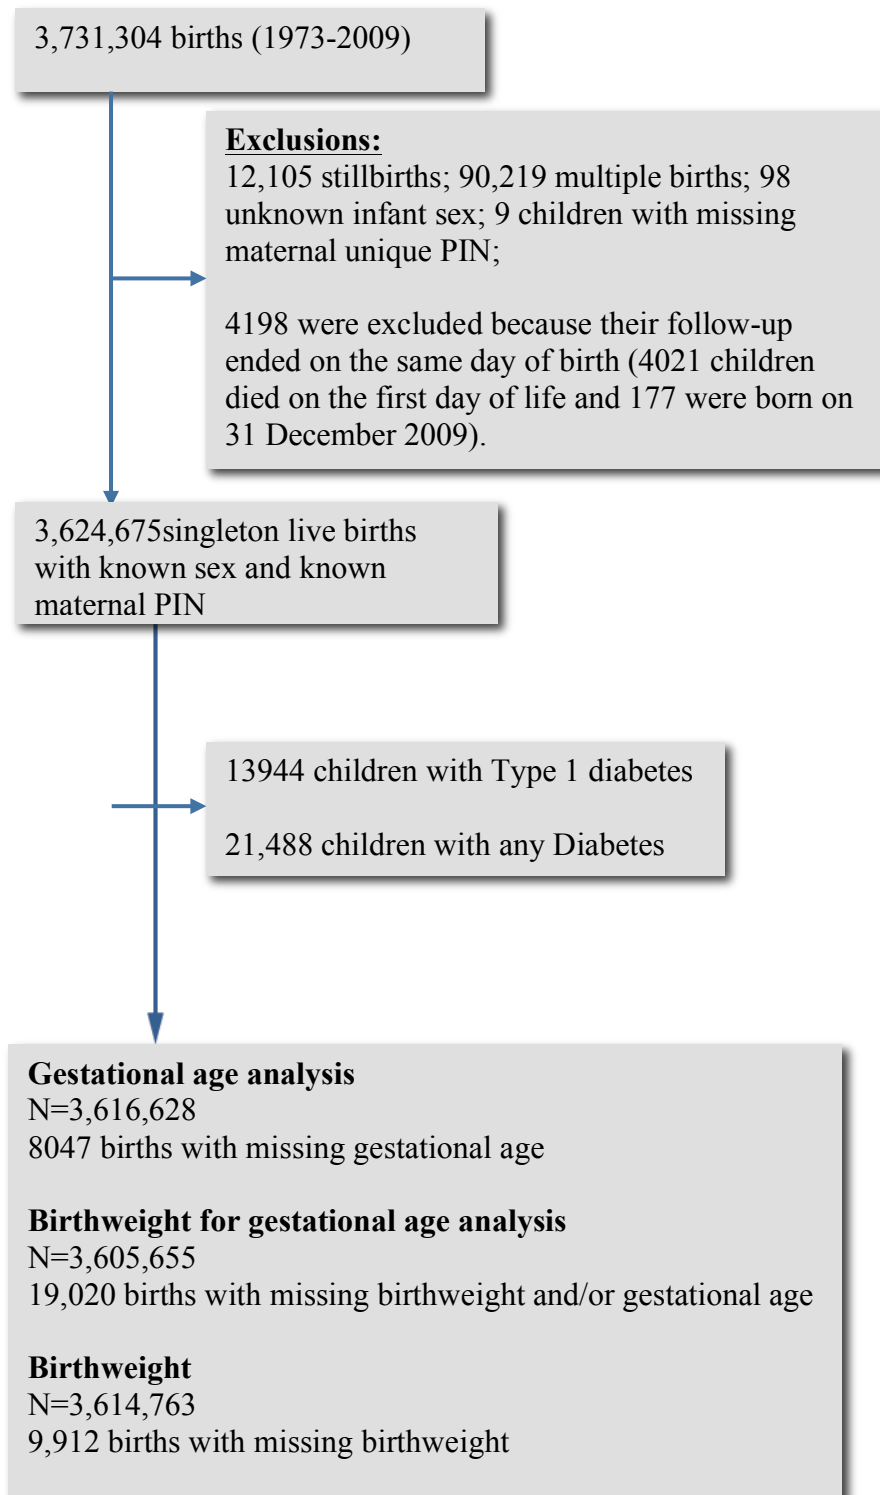 3,731,304 births (1973-2009)
Exclusions:
12,105 stillbirths; 90,219 multiple births; 98
unknown infant sex; 9 children with missing
maternal unique PIN;
4198 were excluded because their follow-up
ended on the same day of birth (4021 children
died on the first day of life and 177 were born on
31 December 2009).
3,624,675singleton live births
with known sex and known
maternal PIN
13944 children with Type 1 diabetes
21,488 children with any Diabetes
Gestational age analysis
N=3,616,628
8047 births with missing gestational age
Birthweight for gestational age analysis
N=3,605,655
19,020 births with missing birthweight and/or gestational age
Birthweight
N=3,614,763
9,912 births with missing birthweight